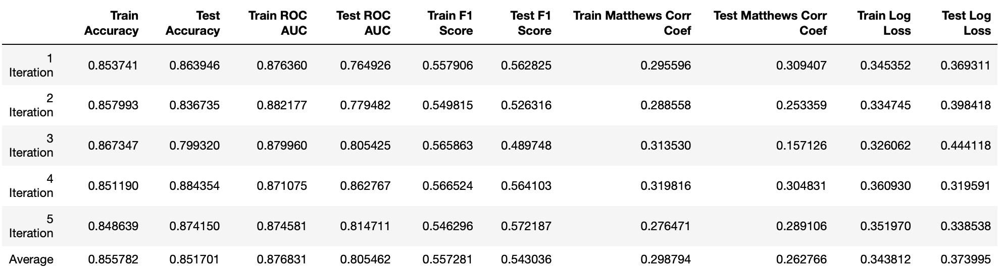 Train Test Train ROC Test ROC Train F1 Test F1 Train Matthews Corr Test Matthews Corr Train Log Test Log
Accuracy Accuracy AUC AUC Score Score Coef Coef Loss Loss
1
Iteration 0.853741 0.863946 0.876360 0.764926 0.557906 0.562825 0.295596 0.309407 0.345352 0.369311
2
Iteration 0.857993 0.836735 0.882177 0.779482 0.549815 0.526316 0.288558 0.253359 0.334745 0.398418
3
Iteration 0.867347 0.799320 0.879960 0.805425 0.565863 0.489748 0.313530 0.157126 0.326062 0.444118
4
Iteration 0.851190 0.884354 0.871075 0.862767 0.566524 0.564103 0.319816 0.304831 0.360930 0.319591
5
Iteration 0.848639 0.874150 0.874581 0.814711 0.546296 0.572187 0.276471 0.289106 0.351970 0.338538
Average 0.855782 0.851701 0.876831 0.805462 0.557281 0.543036 0.298794 0.262766 0.343812 0.373995